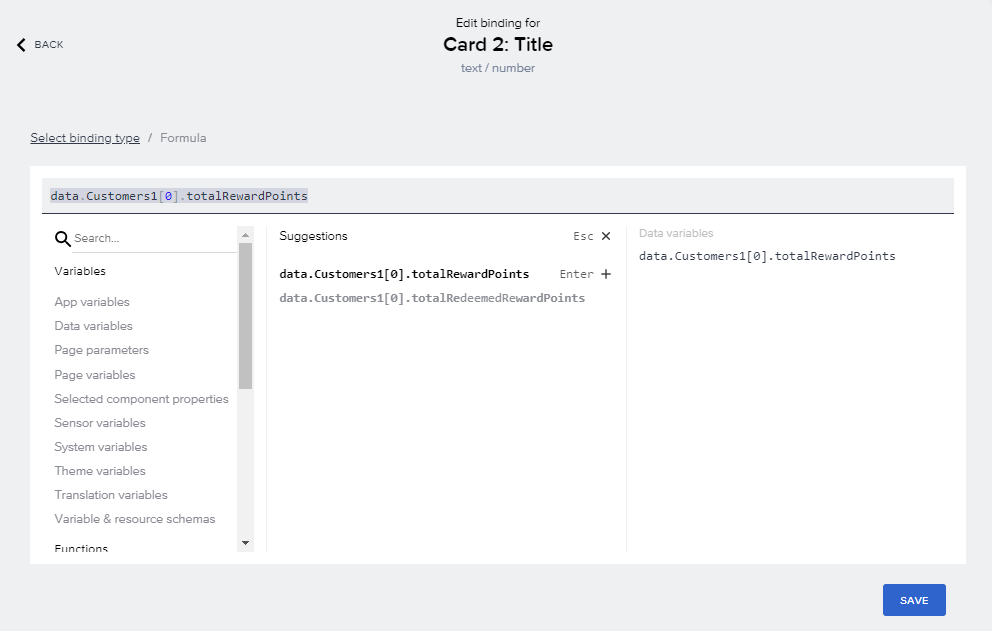 Edit binding for
BACK
Card 2: Title
text / number
Select binding type / Formula
data.Customers1[0].totalRewardPoints
Search...
Variables
App variables
Data variables
Page parameters
Page variables
Selected component properties
Sensor variables
System variables
Theme variables
Translation variables
Variable & resource schemas
Functions
Suggestions Esc
data.Customers1[0].totalRewardPoints Enter
data.Customers1[0].totalRedeemedRewardPoints
Data variables
data.Customers1[0].totalRewardPoints
SAVE